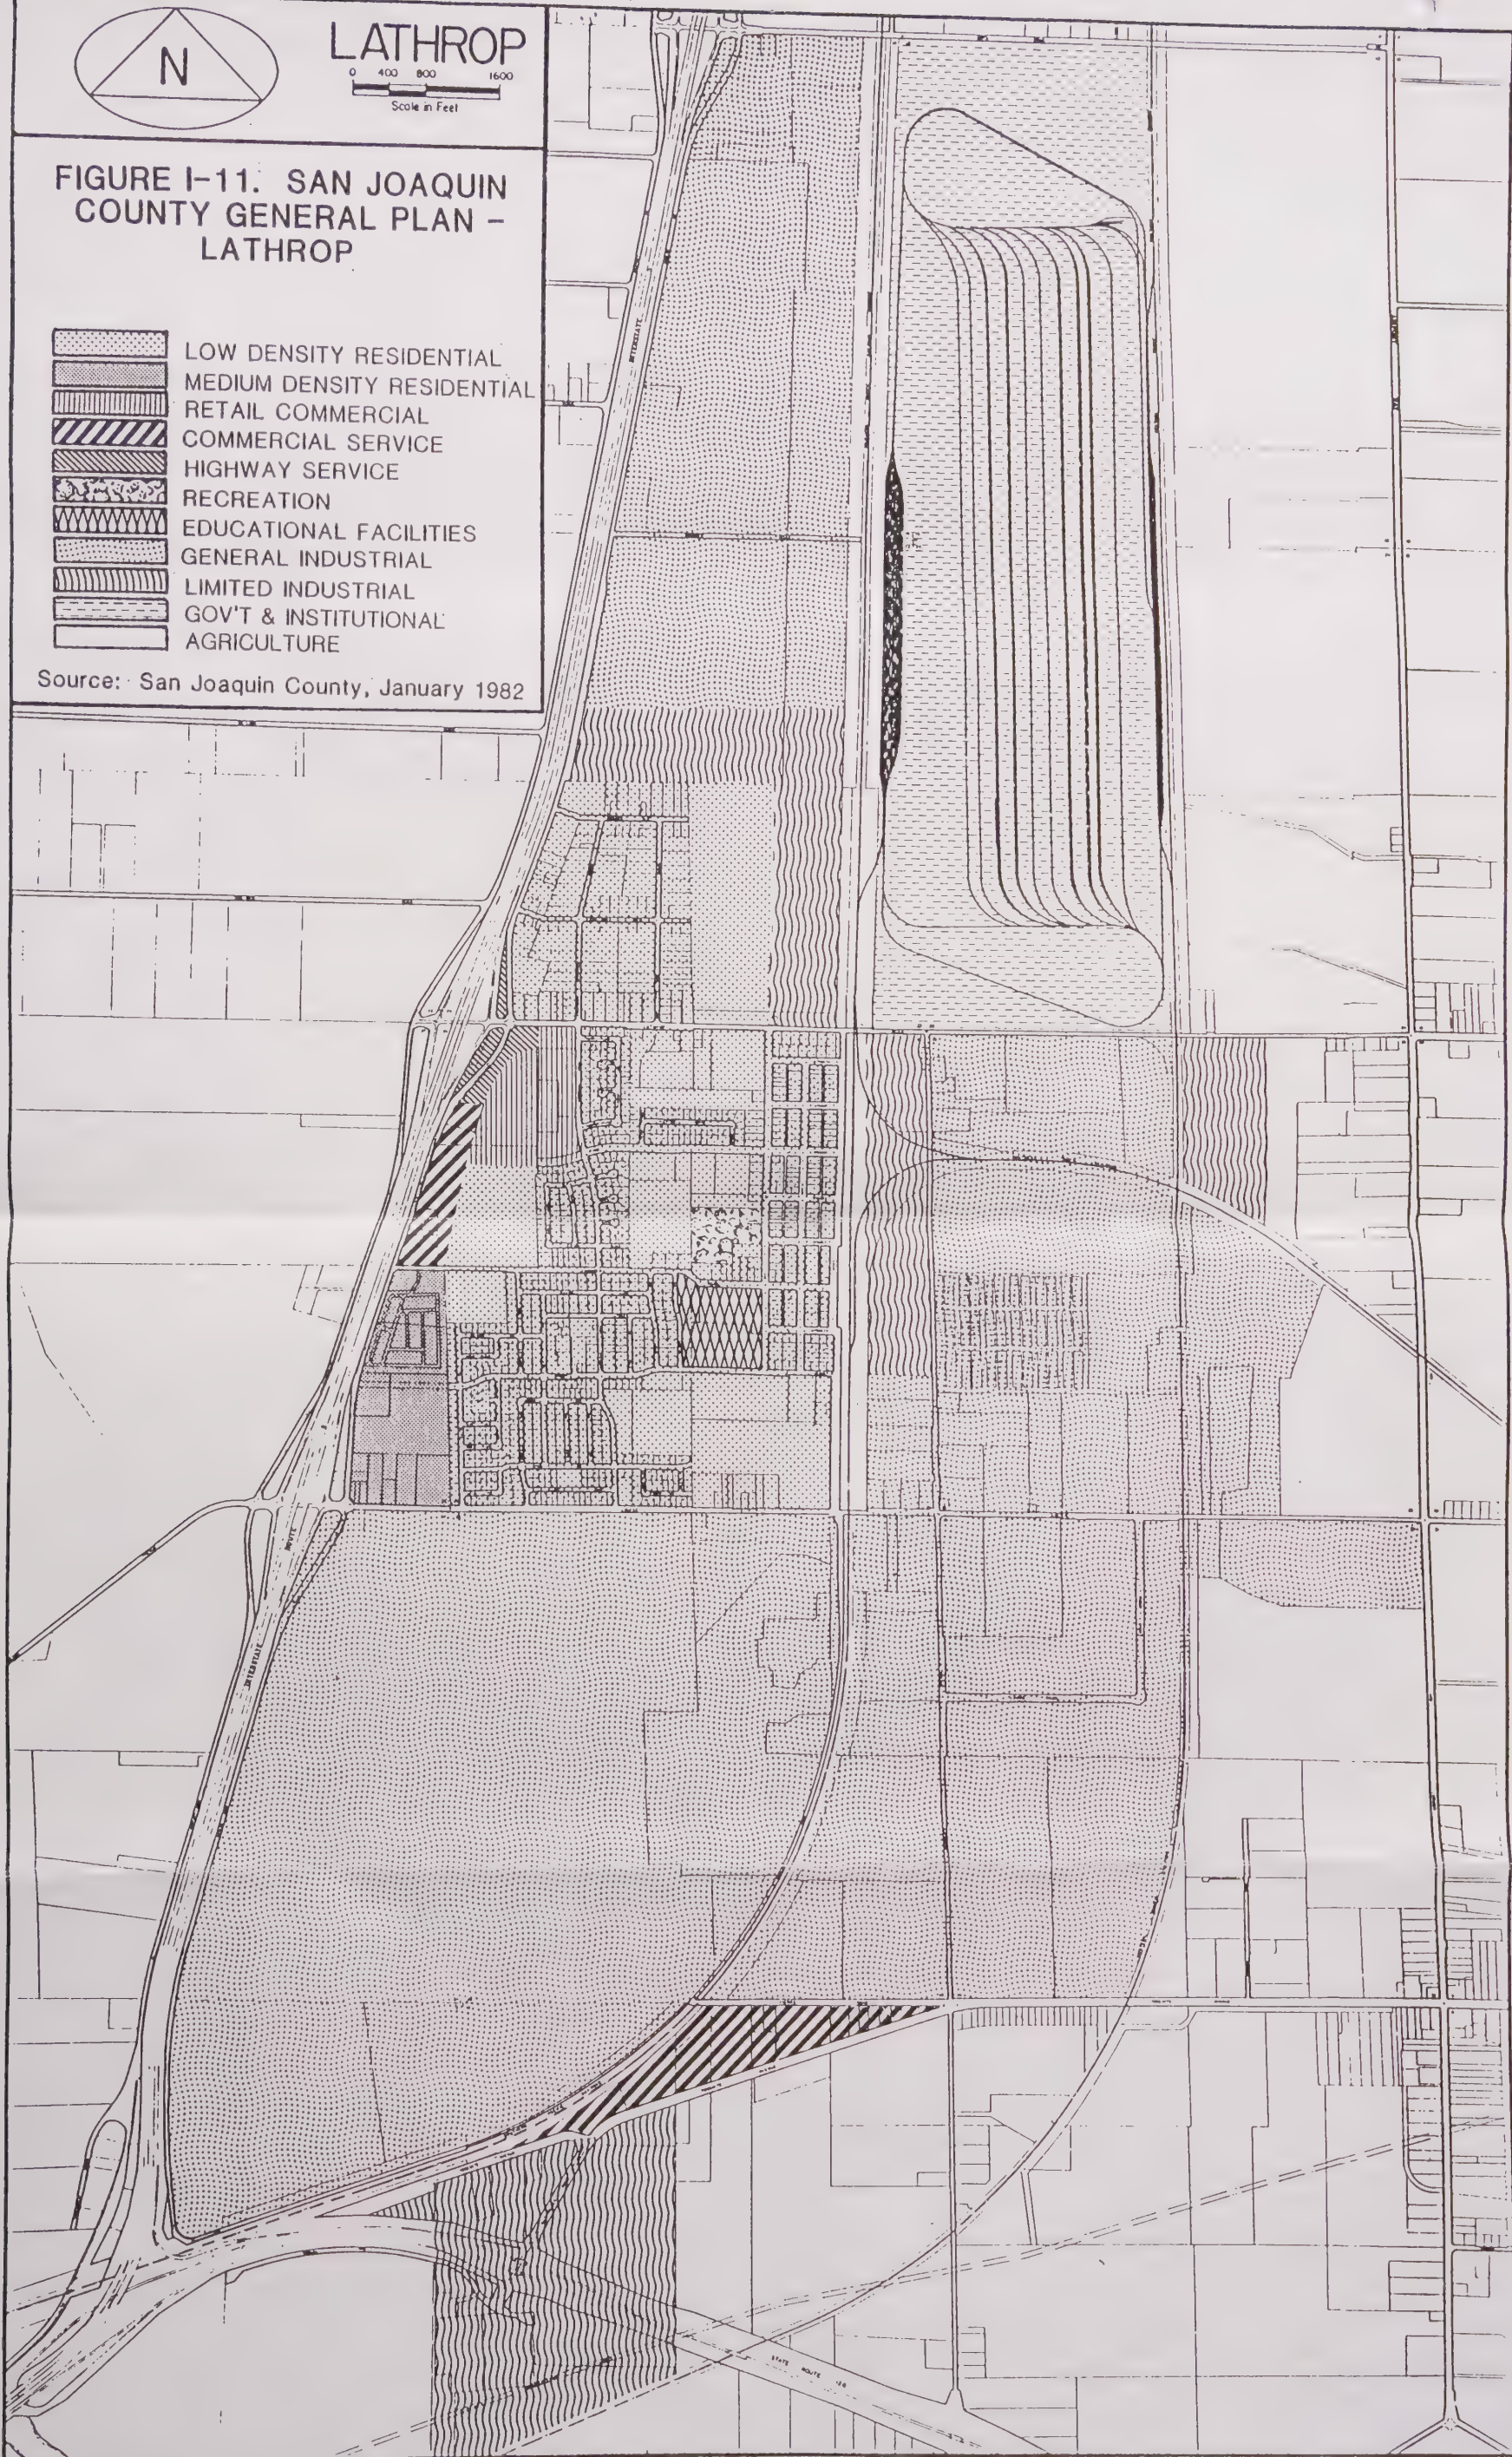 N
LATHROP
0 400 800 1600
Scale in Feet
FIGURE I-11. SAN JOAQUIN
COUNTY GENERAL PLAN -
LATHROP
LOW DENSITY RESIDENTIAL
MEDIUM DENSITY RESIDENTIAL
RETAIL COMMERCIAL
COMMERCIAL SERVICE
HIGHWAY SERVICE
RECREATION
EDUCATIONAL FACILITIES
GENERAL INDUSTRIAL
LIMITED INDUSTRIAL
GOV'T & INSTITUTIONAL
AGRICULTURE
Source: San Joaquin County, January 1982
INTERSTATE
ROUTE
INTERSTATE
STATE ROUTE